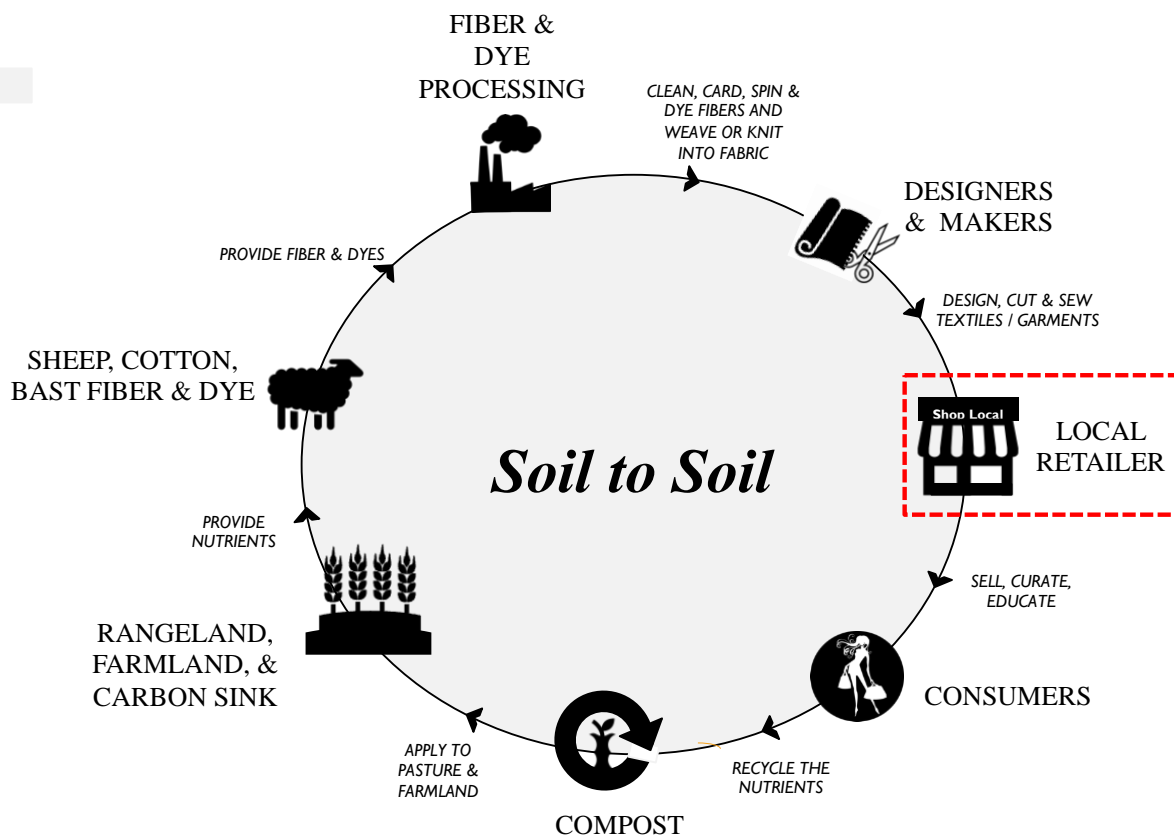 FIBER &
DYE
PROCESSING
CLEAN, CARD, SPIN &
DYE FIBERS AND
WEAVE OR KNIT
INTO FABRIC
DESIGNERS
& MAKERS
DESIGN, CUT & SEW
TEXTILES / GARMENTS
Shop Local
LOCAL
RETAILER
SELL, CURATE,
EDUCATE
CONSUMERS
RECYCLE THE
NUTRIENTS
COMPOST
APPLY TO
PASTURE &
FARMLAND
RANGELAND,
FARMLAND, &
CARBON SINK
PROVIDE
NUTRIENTS
SHEEP, COTTON,
BAST FIBER & DYE
PROVIDE FIBER & DYES
Soil to Soil